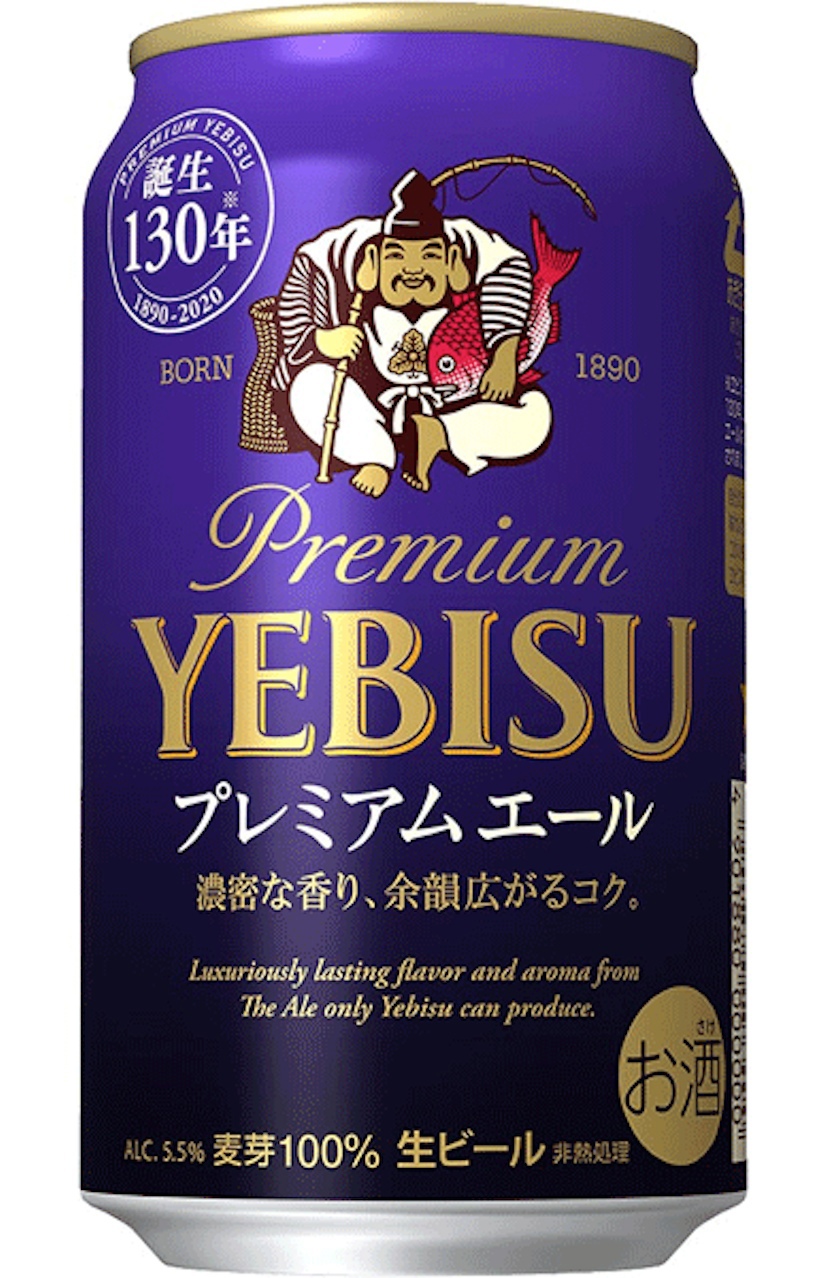 PREMIUM YEBISU
誕生
130年※
1890-2020
BORN 1890
Premium
YEBISU
プレミアム エール
濃密な香り、余韻広がるコク。
Luxuriously lasting flavor and aroma from
The Ale only Yebisu can produce.
さけ
お酒
ALC. 5.5% 麦芽100% 生ビール 非熱処理